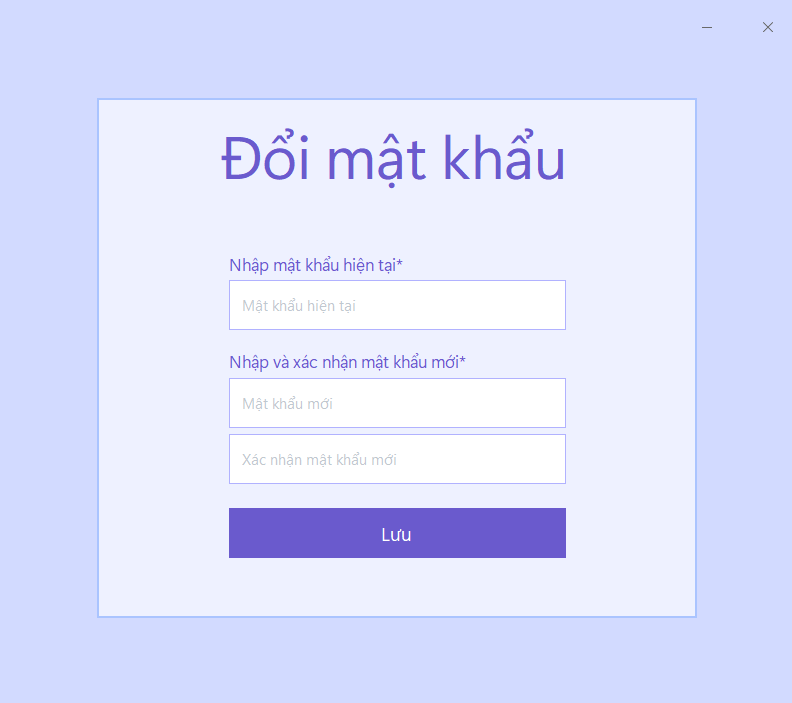 Đổi mật khẩu
Nhập mật khẩu hiện tại*
Mật khẩu hiện tại
Nhập và xác nhận mật khẩu mới*
Mật khẩu mới
Xác nhận mật khẩu mới
Lưu